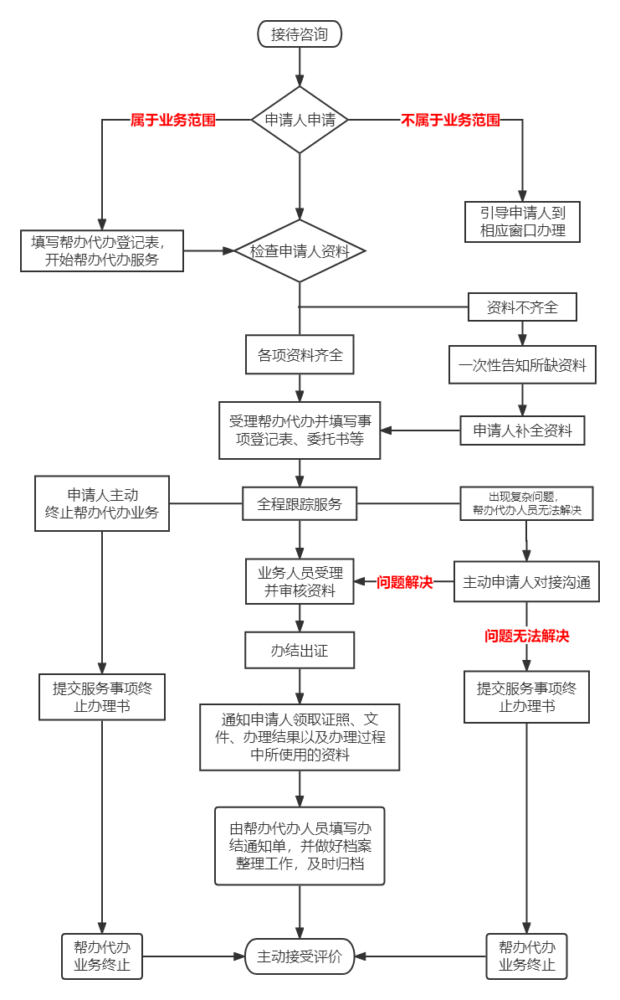 接待咨询
属于业务范围
申请人申请
不属于业务范围
引导申请人到
相应窗口办理
填写帮办代办登记表，
开始帮办代办服务
检查申请人资料
资料不齐全
各项资料齐全
一次性告知所缺资料
受理帮办代办并填写事
项登记表、委托书等
申请人补全资料
申请人主动
终止帮办代办业务
全程跟踪服务
出现复杂问题，
帮办代办人员无法解决
业务人员受理
并审核资料
问题解决
主动申请人对接沟通
问题无法解决
办结出证
提交服务事项终
止办理书
提交服务事项终
止办理书
通知申请人领取证照、文
件、办理结果以及办理过程
中所使用的资料
由帮办代办人员填写办
结通知单，并做好档案
整理工作，及时归档
帮办代办
业务终止
主动接受评价
帮办代办
业务终止